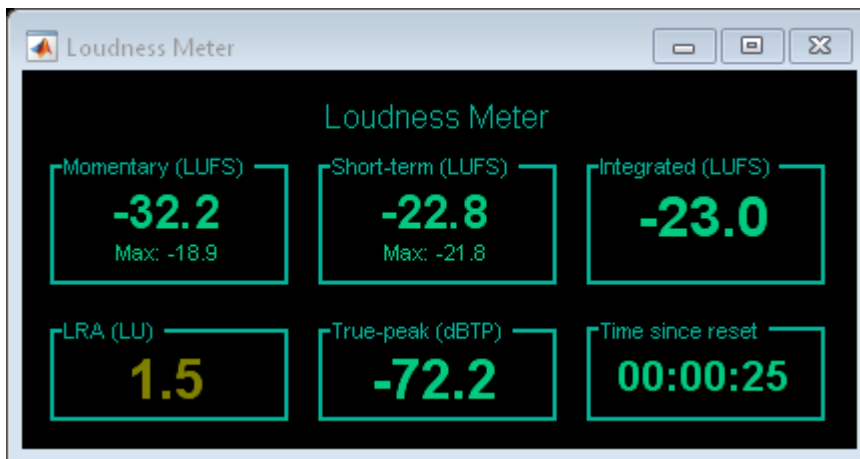 Loudness Meter
Loudness Meter
Momentary (LUFS)
-32.2
Max: -18.9
Short-term (LUFS)
-22.8
Max: -21.8
Integrated (LUFS)
-23.0
LRA (LU)
1.5
True-peak (dBTP)
-72.2
Time since reset
00:00:25